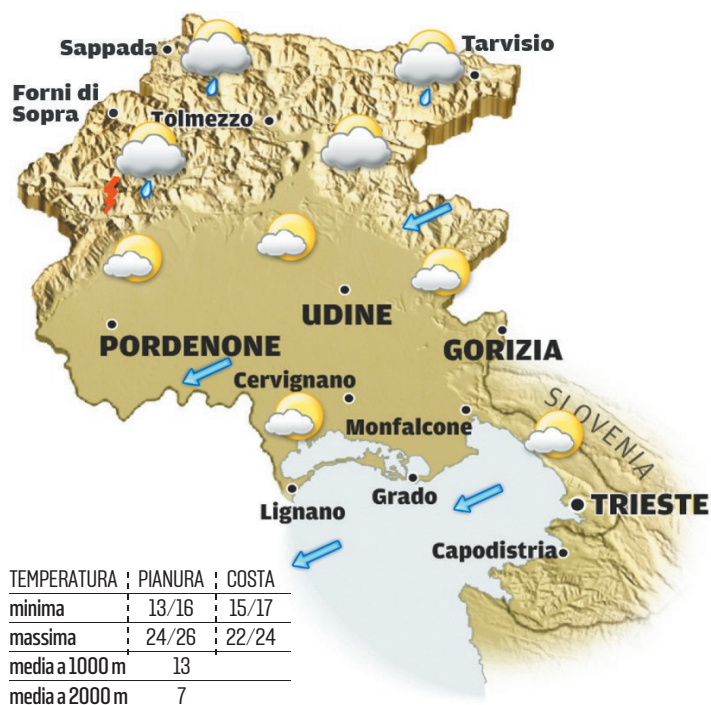 Sappada
Tarvisio
Forni di
Sopra
Tolmezzo
UDINE
PORDENONE
GORIZIA
Cervignano
SLOVENIA
Monfalcone
Grado
Lignano
TRIESTE
Capodistria
TEMPERATURA PIANURA COSTA
minima 13/16 15/17
massima 24/26 22/24
media a 1000 m 13
media a 2000 m 7